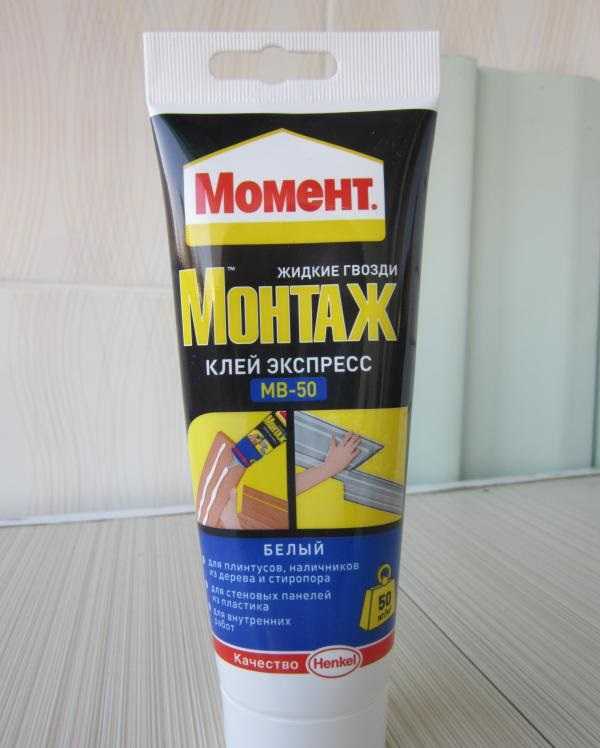 Момент.
ЖИДКИЕ ГВОЗДИ
МОНТАЖ™
КЛЕЙ ЭКСПРЕСС
МВ-50
МОНТАЖ
БЕЛЫЙ
для плинтусов, наличников
из дерева и стиропора
для стеновых панелей
из пластика
для внутренних
работ
50
Качество Henkel